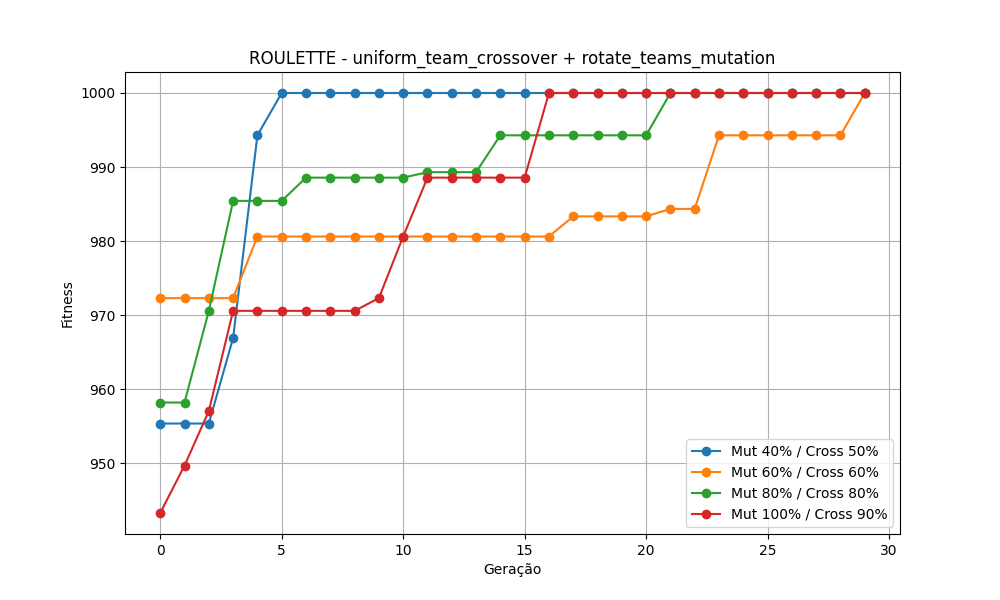 ROULETTE - uniform_team_crossover + rotate_teams_mutation
1000
990
980
970
960
950
Fitness
0
5
10
15
20
25
30
Geração
Mut 40% / Cross 50%
Mut 60% / Cross 60%
Mut 80% / Cross 80%
Mut 100% / Cross 90%